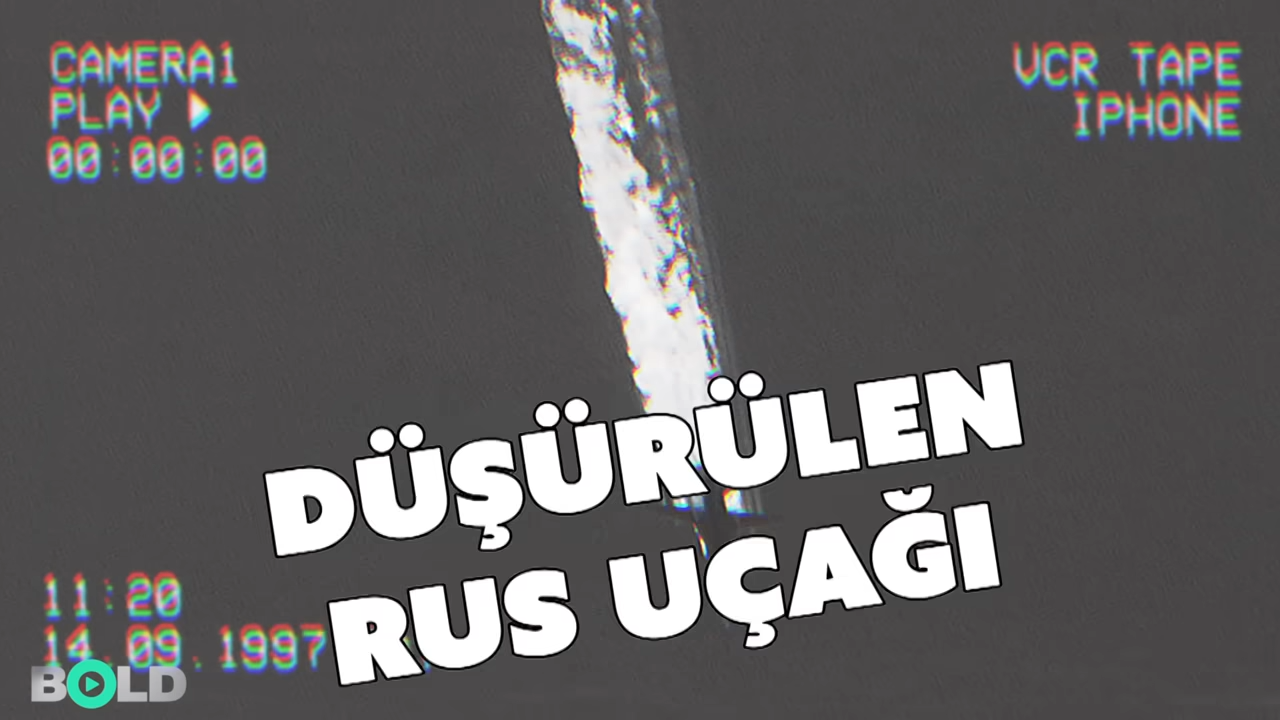 CAMERA1
PLAY
00:00:00
VCR TAPE
IPHONE
DÜŞÜRÜLEN
RUS UÇAĞI
11:20
14.09.1997
BOLD